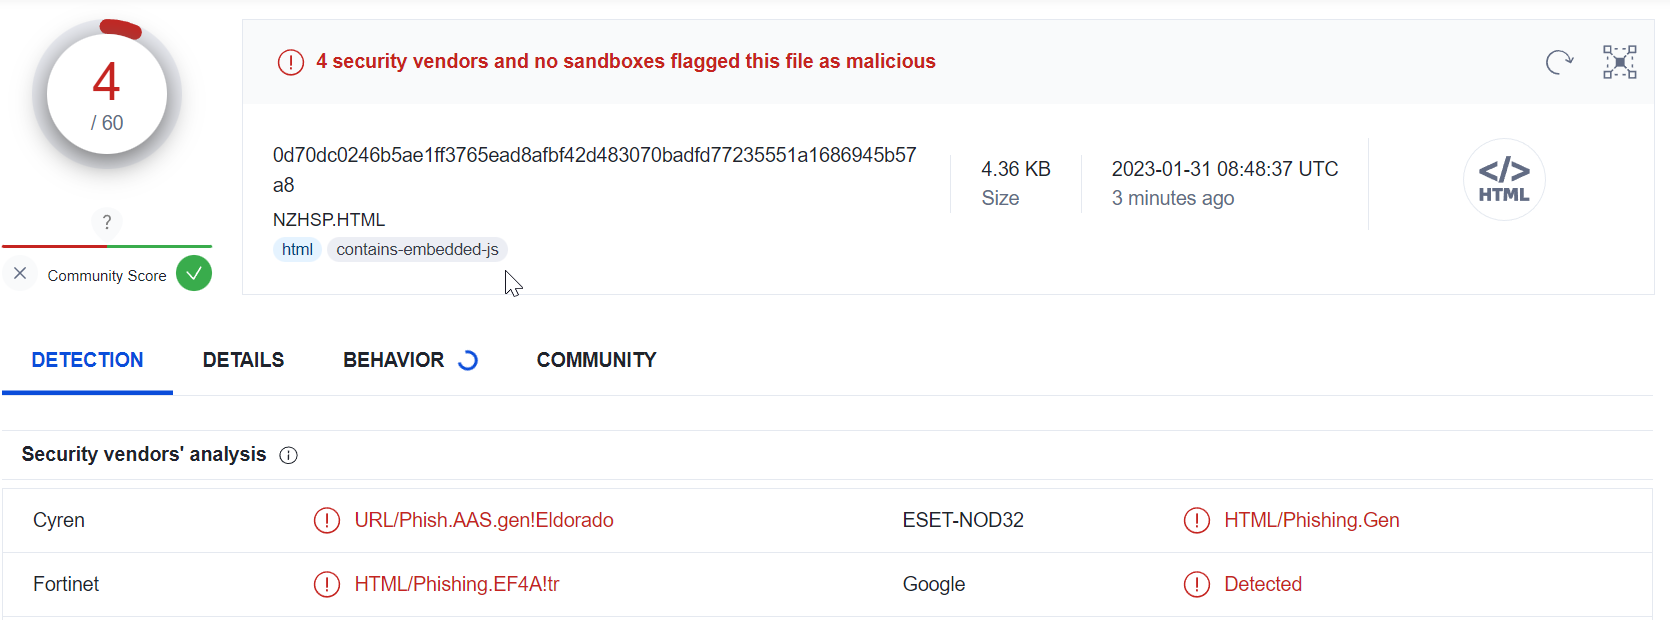 4
/ 60
?
Community Score
4 security vendors and no sandboxes flagged this file as malicious
0d70dc0246b5ae1ff3765ead8afbf42d483070badfd77235551a1686945b57
a8
NZHSP.HTML
html contains-embedded-js
4.36 KB
Size
2023-01-31 08:48:37 UTC
3 minutes ago
</>
HTML
DETECTION DETAILS BEHAVIOR COMMUNITY
Security vendors' analysis
Cyren URL/Phish.AAS.gen!Eldorado ESET-NOD32 HTML/Phishing.Gen
Fortinet HTML/Phishing.EF4A!tr Google Detected